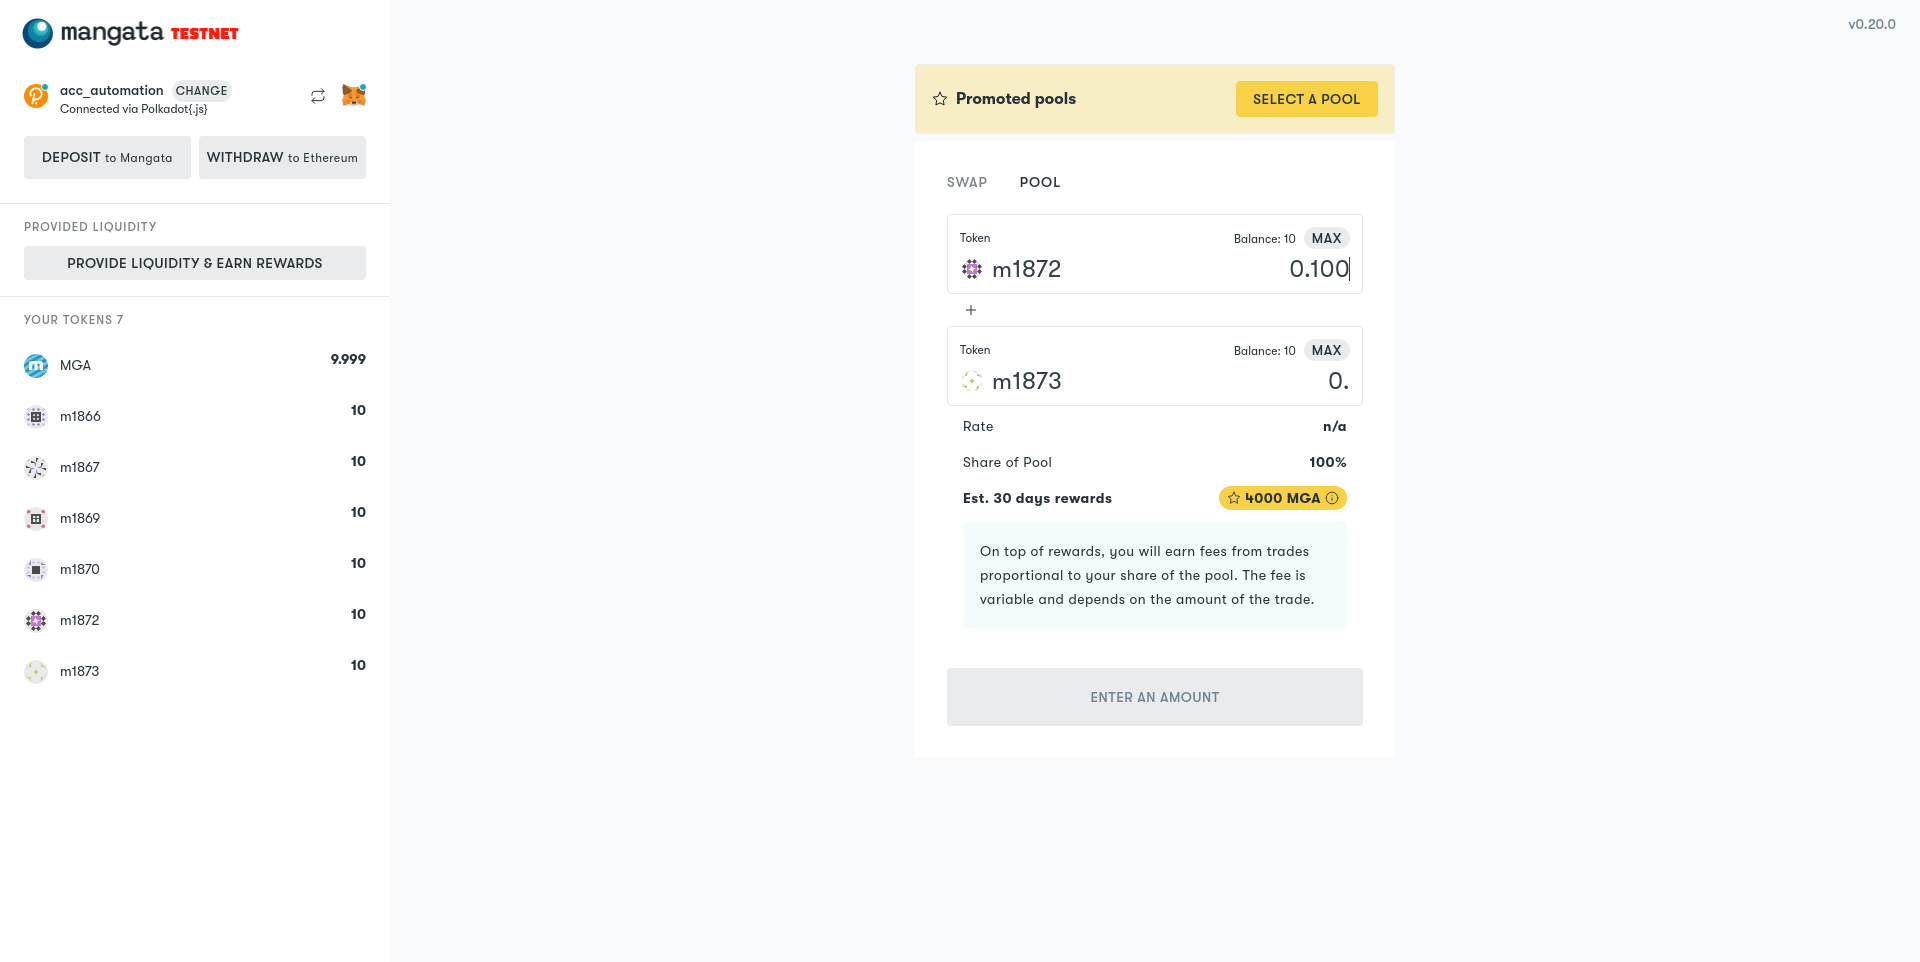 mangata TESTNET
v0.20.0
acc_automation CHANGE
Connected via Polkadot{.js}
DEPOSIT to Mangata
WITHDRAW to Ethereum
PROVIDED LIQUIDITY
PROVIDE LIQUIDITY & EARN REWARDS
YOUR TOKENS 7
MGA 9.999
m1866 10
m1867 10
m1869 10
m1870 10
m1872 10
m1873 10
Promoted pools
SELECT A POOL
SWAP POOL
Token Balance: 10 MAX
m1872 0.100
+
Token Balance: 10 MAX
m1873 0.
Rate n/a
Share of Pool 100%
Est. 30 days rewards 4000 MGA
On top of rewards, you will earn fees from trades
proportional to your share of the pool. The fee is
variable and depends on the amount of the trade.
ENTER AN AMOUNT